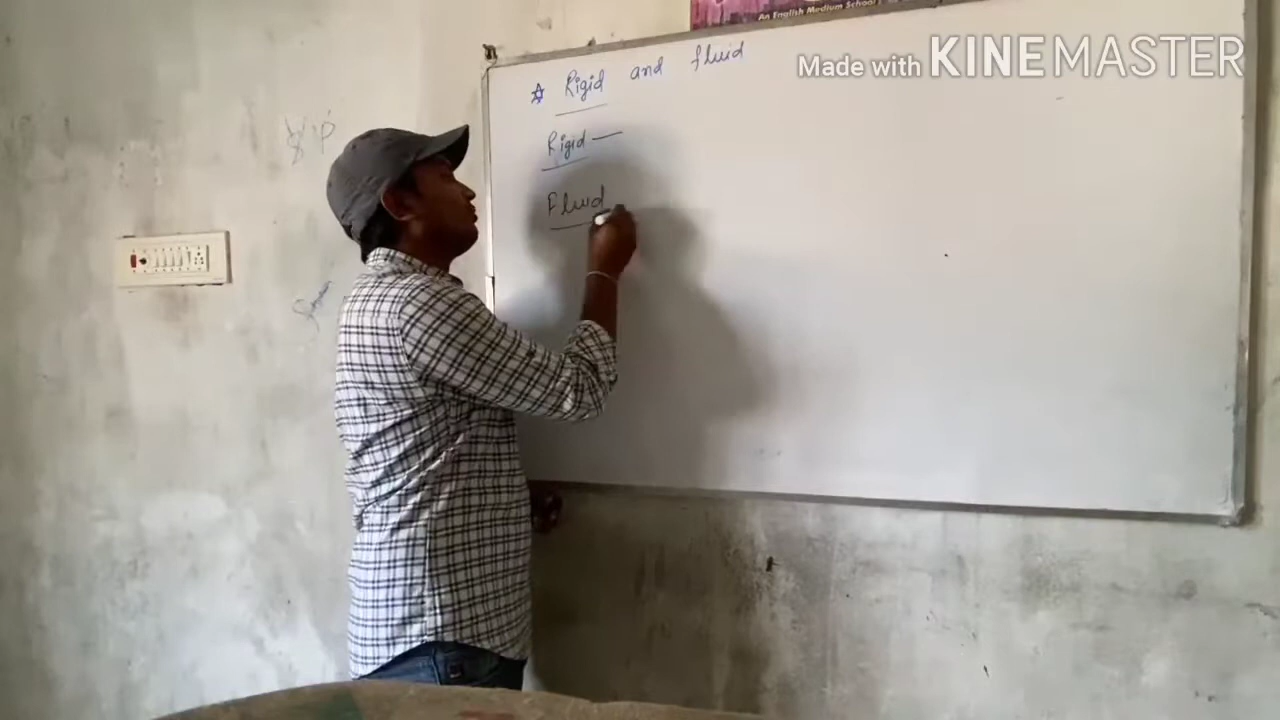 An English Medium School
Made with KINEMASTER
☆ Rigid and fluid
Rigid —
Fluid